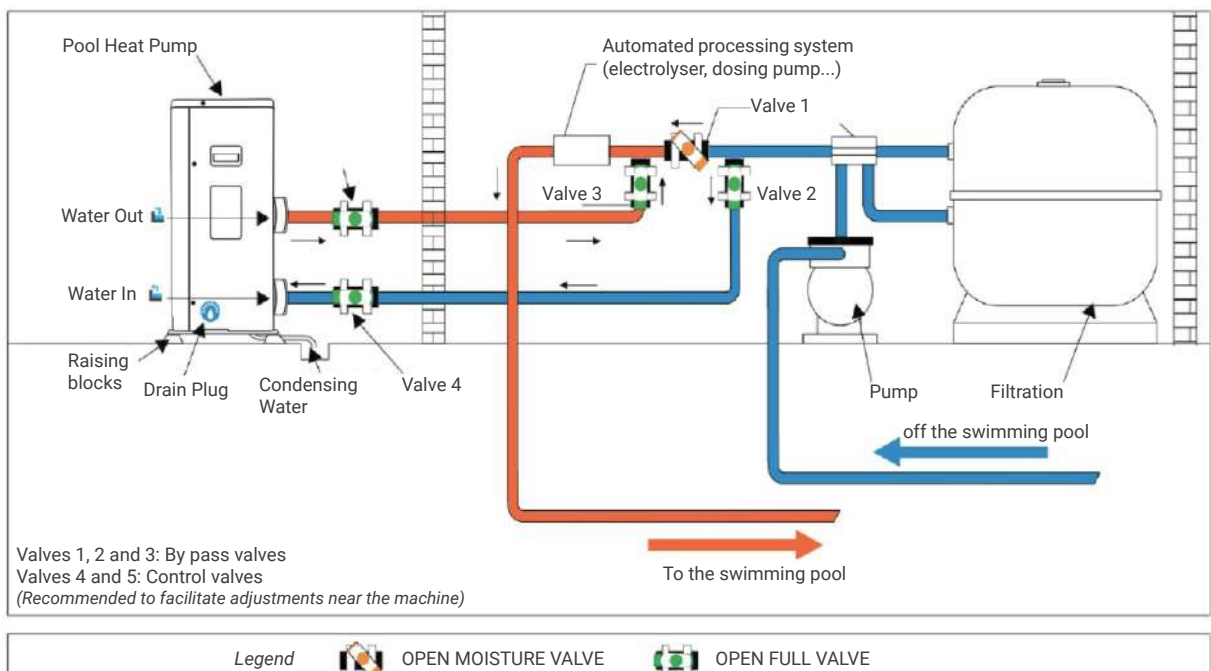 Pool Heat Pump
Automated processing system
(electrolyser, dosing pump...)
Valve 1
Valve 3
Valve 2
Water Out
Water In
Raising
blocks
Drain Plug
Condensing
Water
Valve 4
Pump
Filtration
off the swimming pool
To the swimming pool
Valves 1, 2 and 3: By pass valves
Valves 4 and 5: Control valves
(Recommended to facilitate adjustments near the machine)
Legend
OPEN MOISTURE VALVE
OPEN FULL VALVE